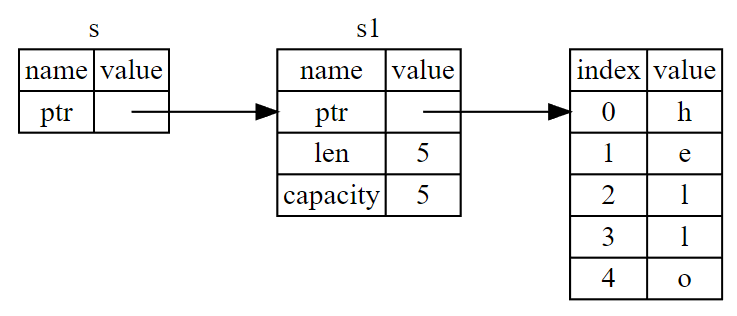 s
name value
ptr
s1
name value
ptr
len 5
capacity 5
index value
0 h
1 e
2 l
3 l
4 o